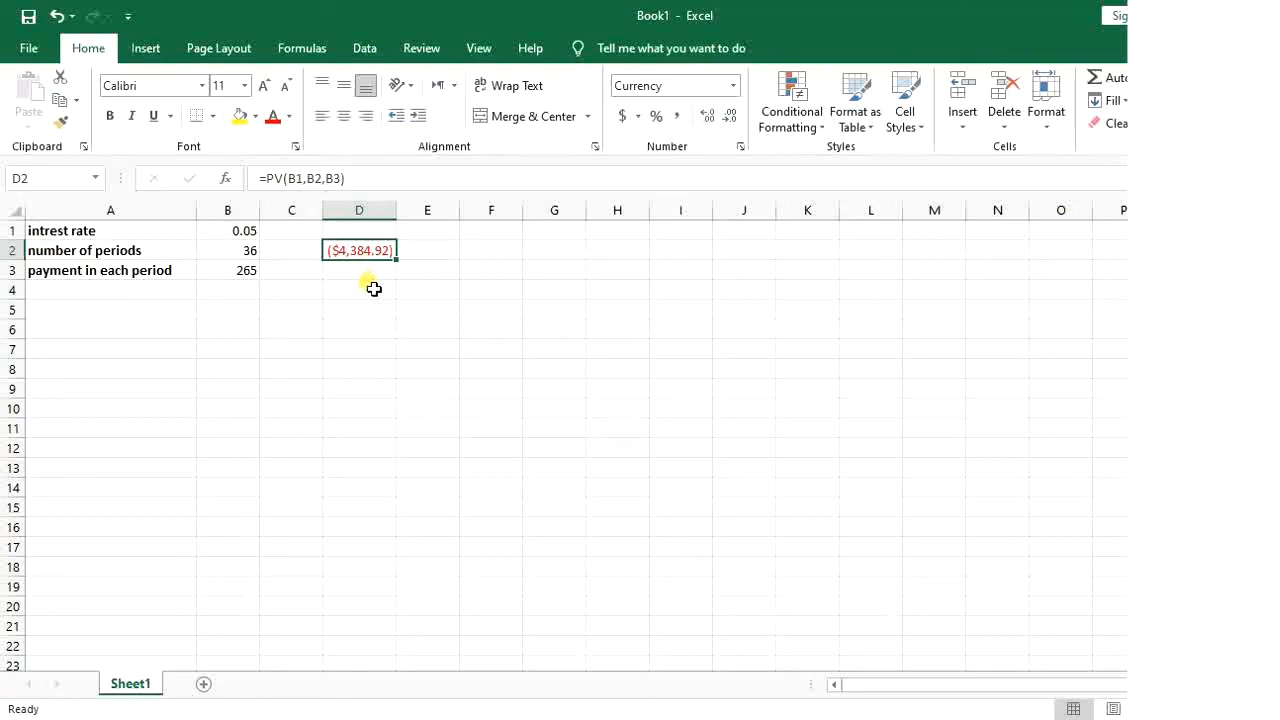 Book1 - Excel
Sig
File Home Insert Page Layout Formulas Data Review View Help Tell me what you want to do
Paste Calibri 11 Wrap Text Currency Conditional Formatting Format as Table Cell Styles Insert Delete Format Auto
B I U Merge & Center $ % , Fill
Clea
Clipboard Font Alignment Number Styles Cells
D2 fx =PV(B1,B2,B3)
A B C D E F G H I J K L M N O P
1 intrest rate 0.05
2 number of periods 36 ($4,384.92)
3 payment in each period 265
4
5
6
7
8
9
10
11
12
13
14
15
16
17
18
19
20
21
22
23
Sheet1
Ready